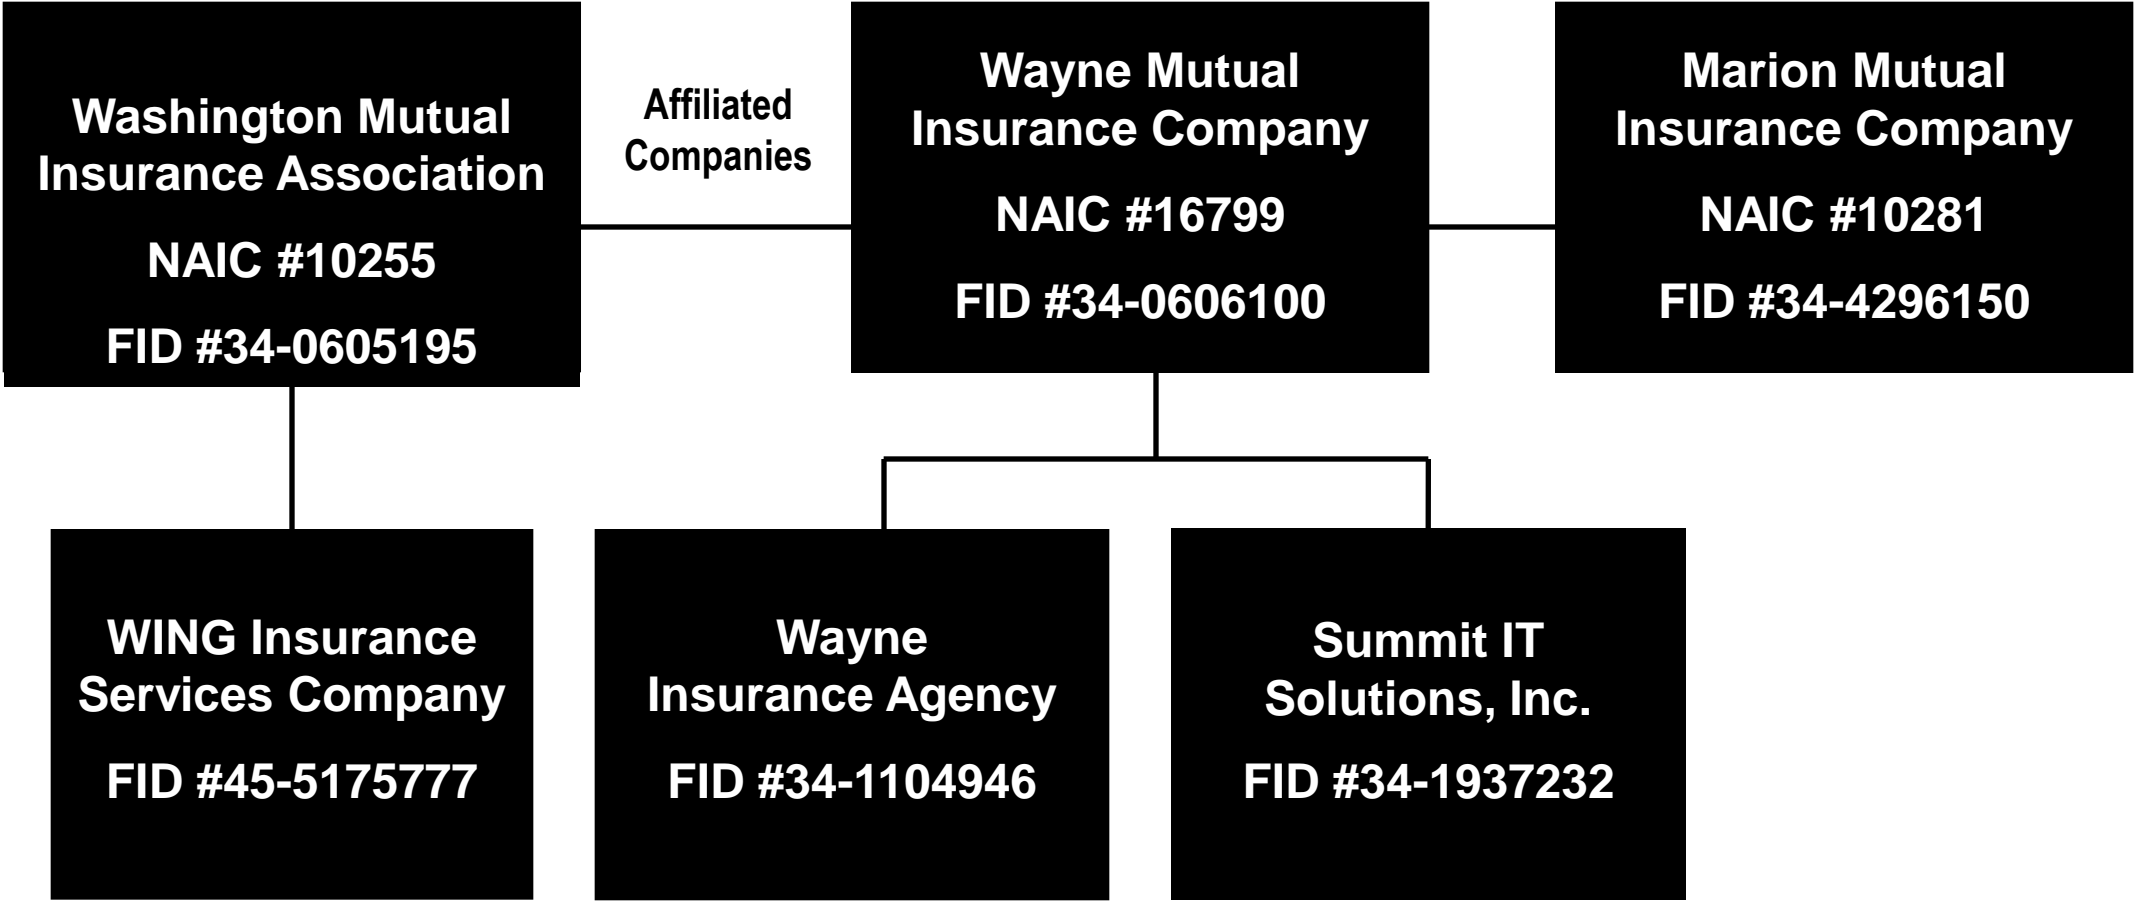 Washington Mutual
Insurance Association
NAIC #10255
FID #34-0605195
Affiliated
Companies
Wayne Mutual
Insurance Company
NAIC #16799
FID #34-0606100
Marion Mutual
Insurance Company
NAIC #10281
FID #34-4296150
WING Insurance
Services Company
FID #45-5175777
Wayne
Insurance Agency
FID #34-1104946
Summit IT
Solutions, Inc.
FID #34-1937232